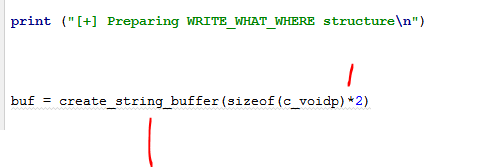 print ("[+] Preparing WRITE_WHAT_WHERE structure\n")
buf = create_string_buffer(sizeof(c_voidp)*2)